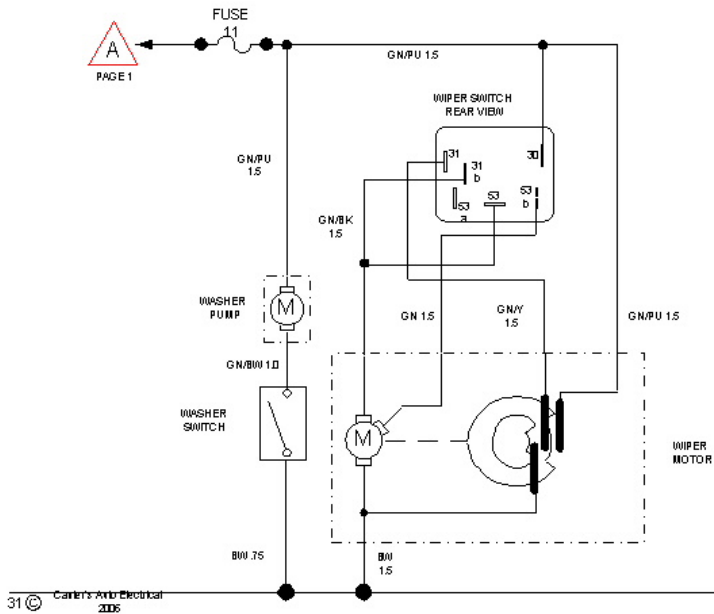 FUSE
11
A
PAGE 1
GN/PU 1.5
WIPER SWITCH
REAR VIEW
31
31
b
30
53
a
53
53
b
GN/PU
1.5
GN/BK
1.5
WASHER
PUMP
M
GN 1.5
GN/Y
1.5
GN/PU 1.5
GN/BW 1.0
WASHER
SWITCH
M
WIPER
MOTOR
BW .75
BW
1.5
31 © Carter's Auto Electrical
2006